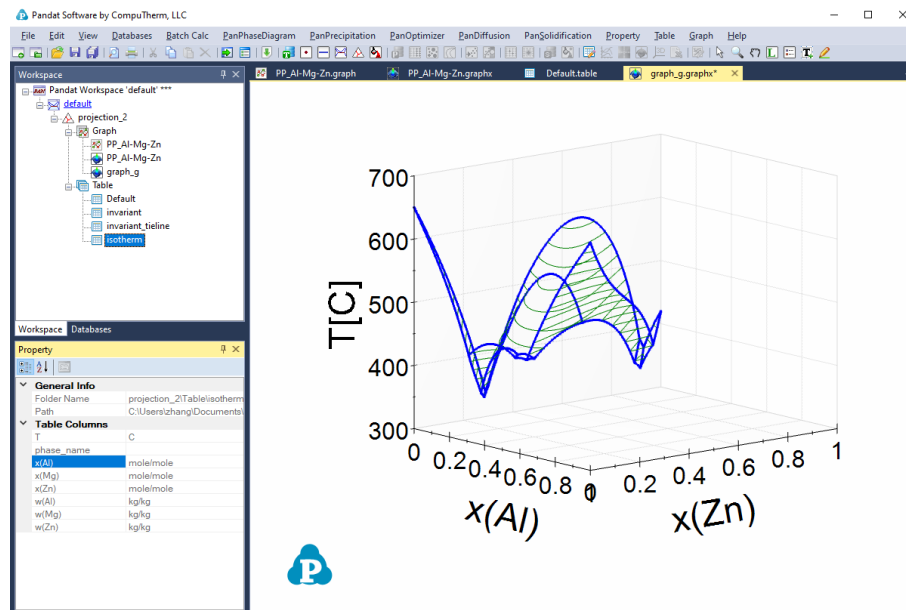 Pandat Software by CompuTherm, LLC
File Edit View Databases Batch Calc PanPhaseDiagram PanPrecipitation PanOptimizer PanDiffusion PanSolidification Property Table Graph Help
Workspace
PP_Al-Mg-Zn.graph PP_Al-Mg-Zn.graphx Default.table graph_g.graphx*
Pandat Workspace 'default' ***
default
projection_2
Graph
PP_Al-Mg-Zn
PP_Al-Mg-Zn
graph_g
Table
Default
invariant
invariant_tieline
isotherm
Workspace Databases
Property
General Info
Folder Name projection_2\Table\isotherm
Path C:\Users\zhang\Documents\
Table Columns
T C
phase_name
x(Al) mole/mole
x(Mg) mole/mole
x(Zn) mole/mole
w(Al) kg/kg
w(Mg) kg/kg
w(Zn) kg/kg
700
600
500
400
300
T[C]
0 0.2 0.4 0.6 0.8 1
x(Al)
0 0.2 0.4 0.6 0.8 1
x(Zn)
P